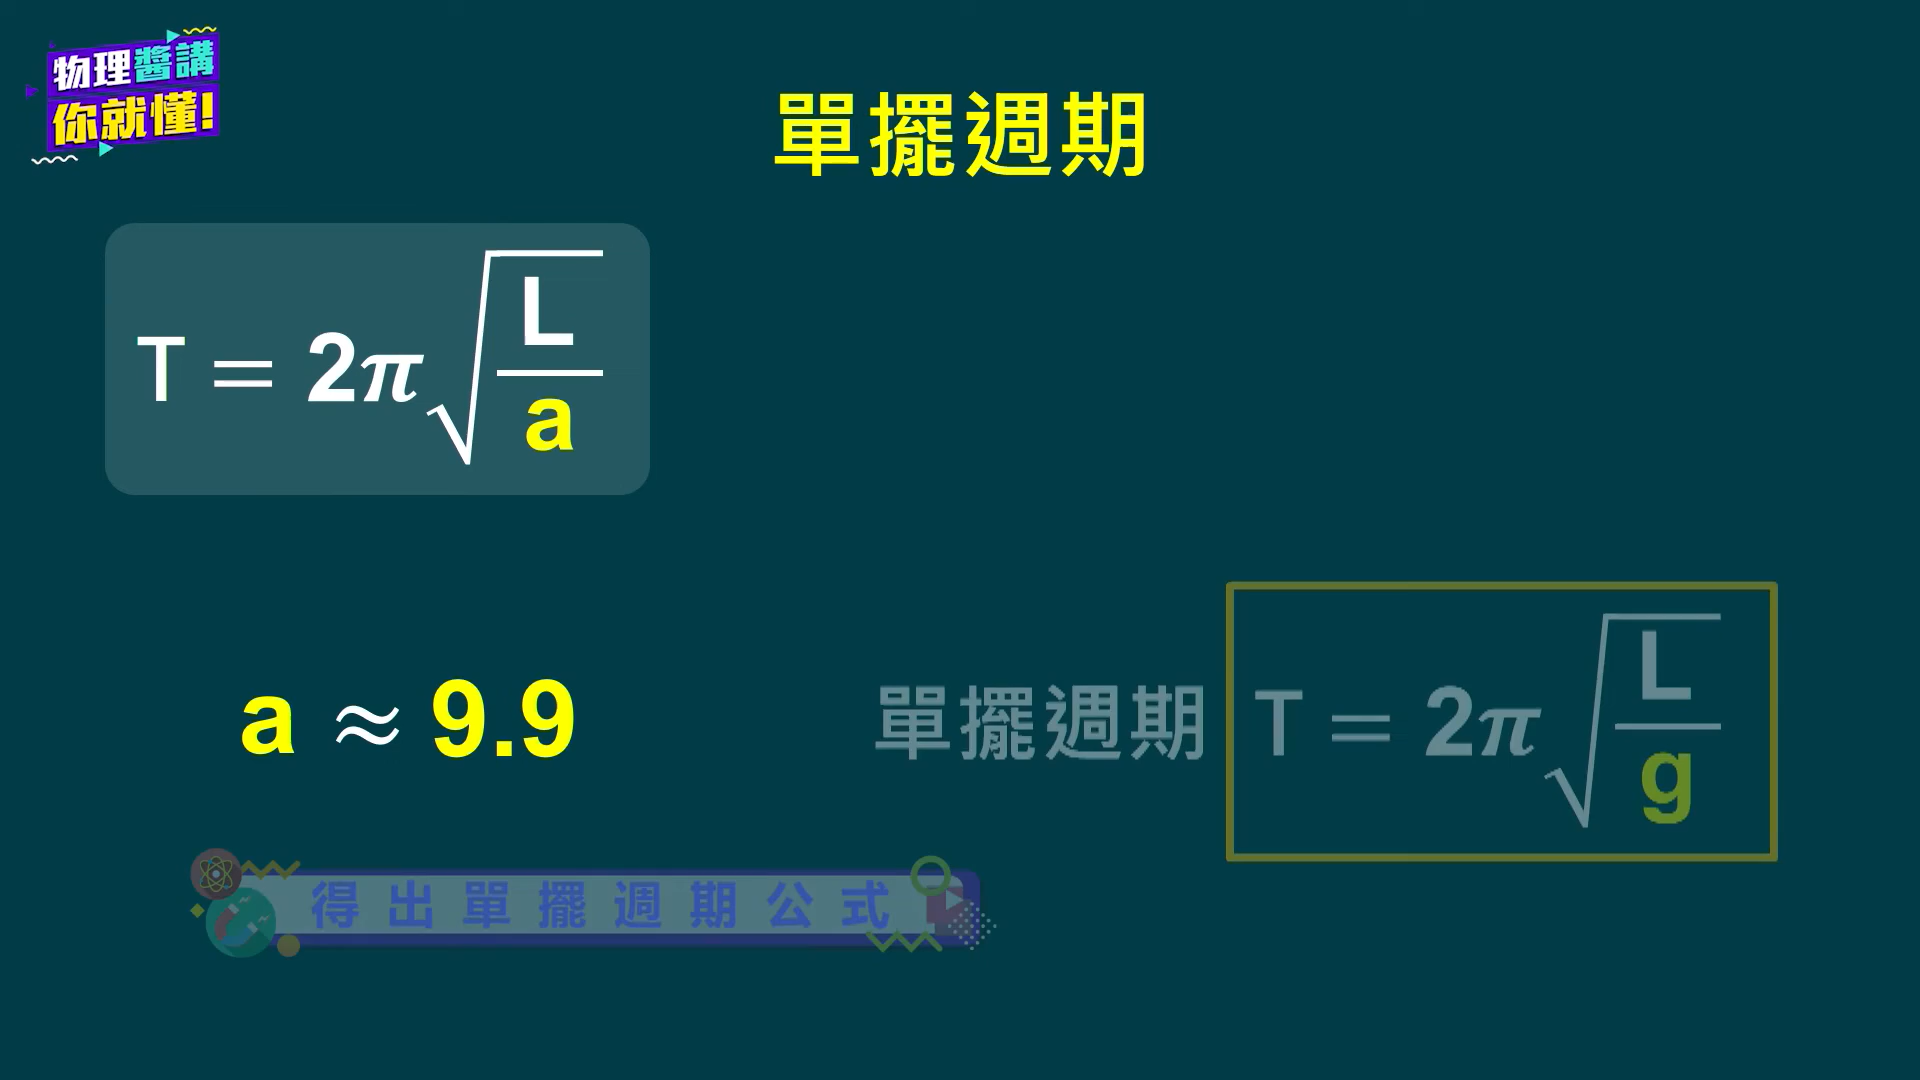 物理醬講
你就懂!
單擺週期
T = 2π√(L/a)
a ≈ 9.9
單擺週期 T = 2π√(L/g)
得出單擺週期公式